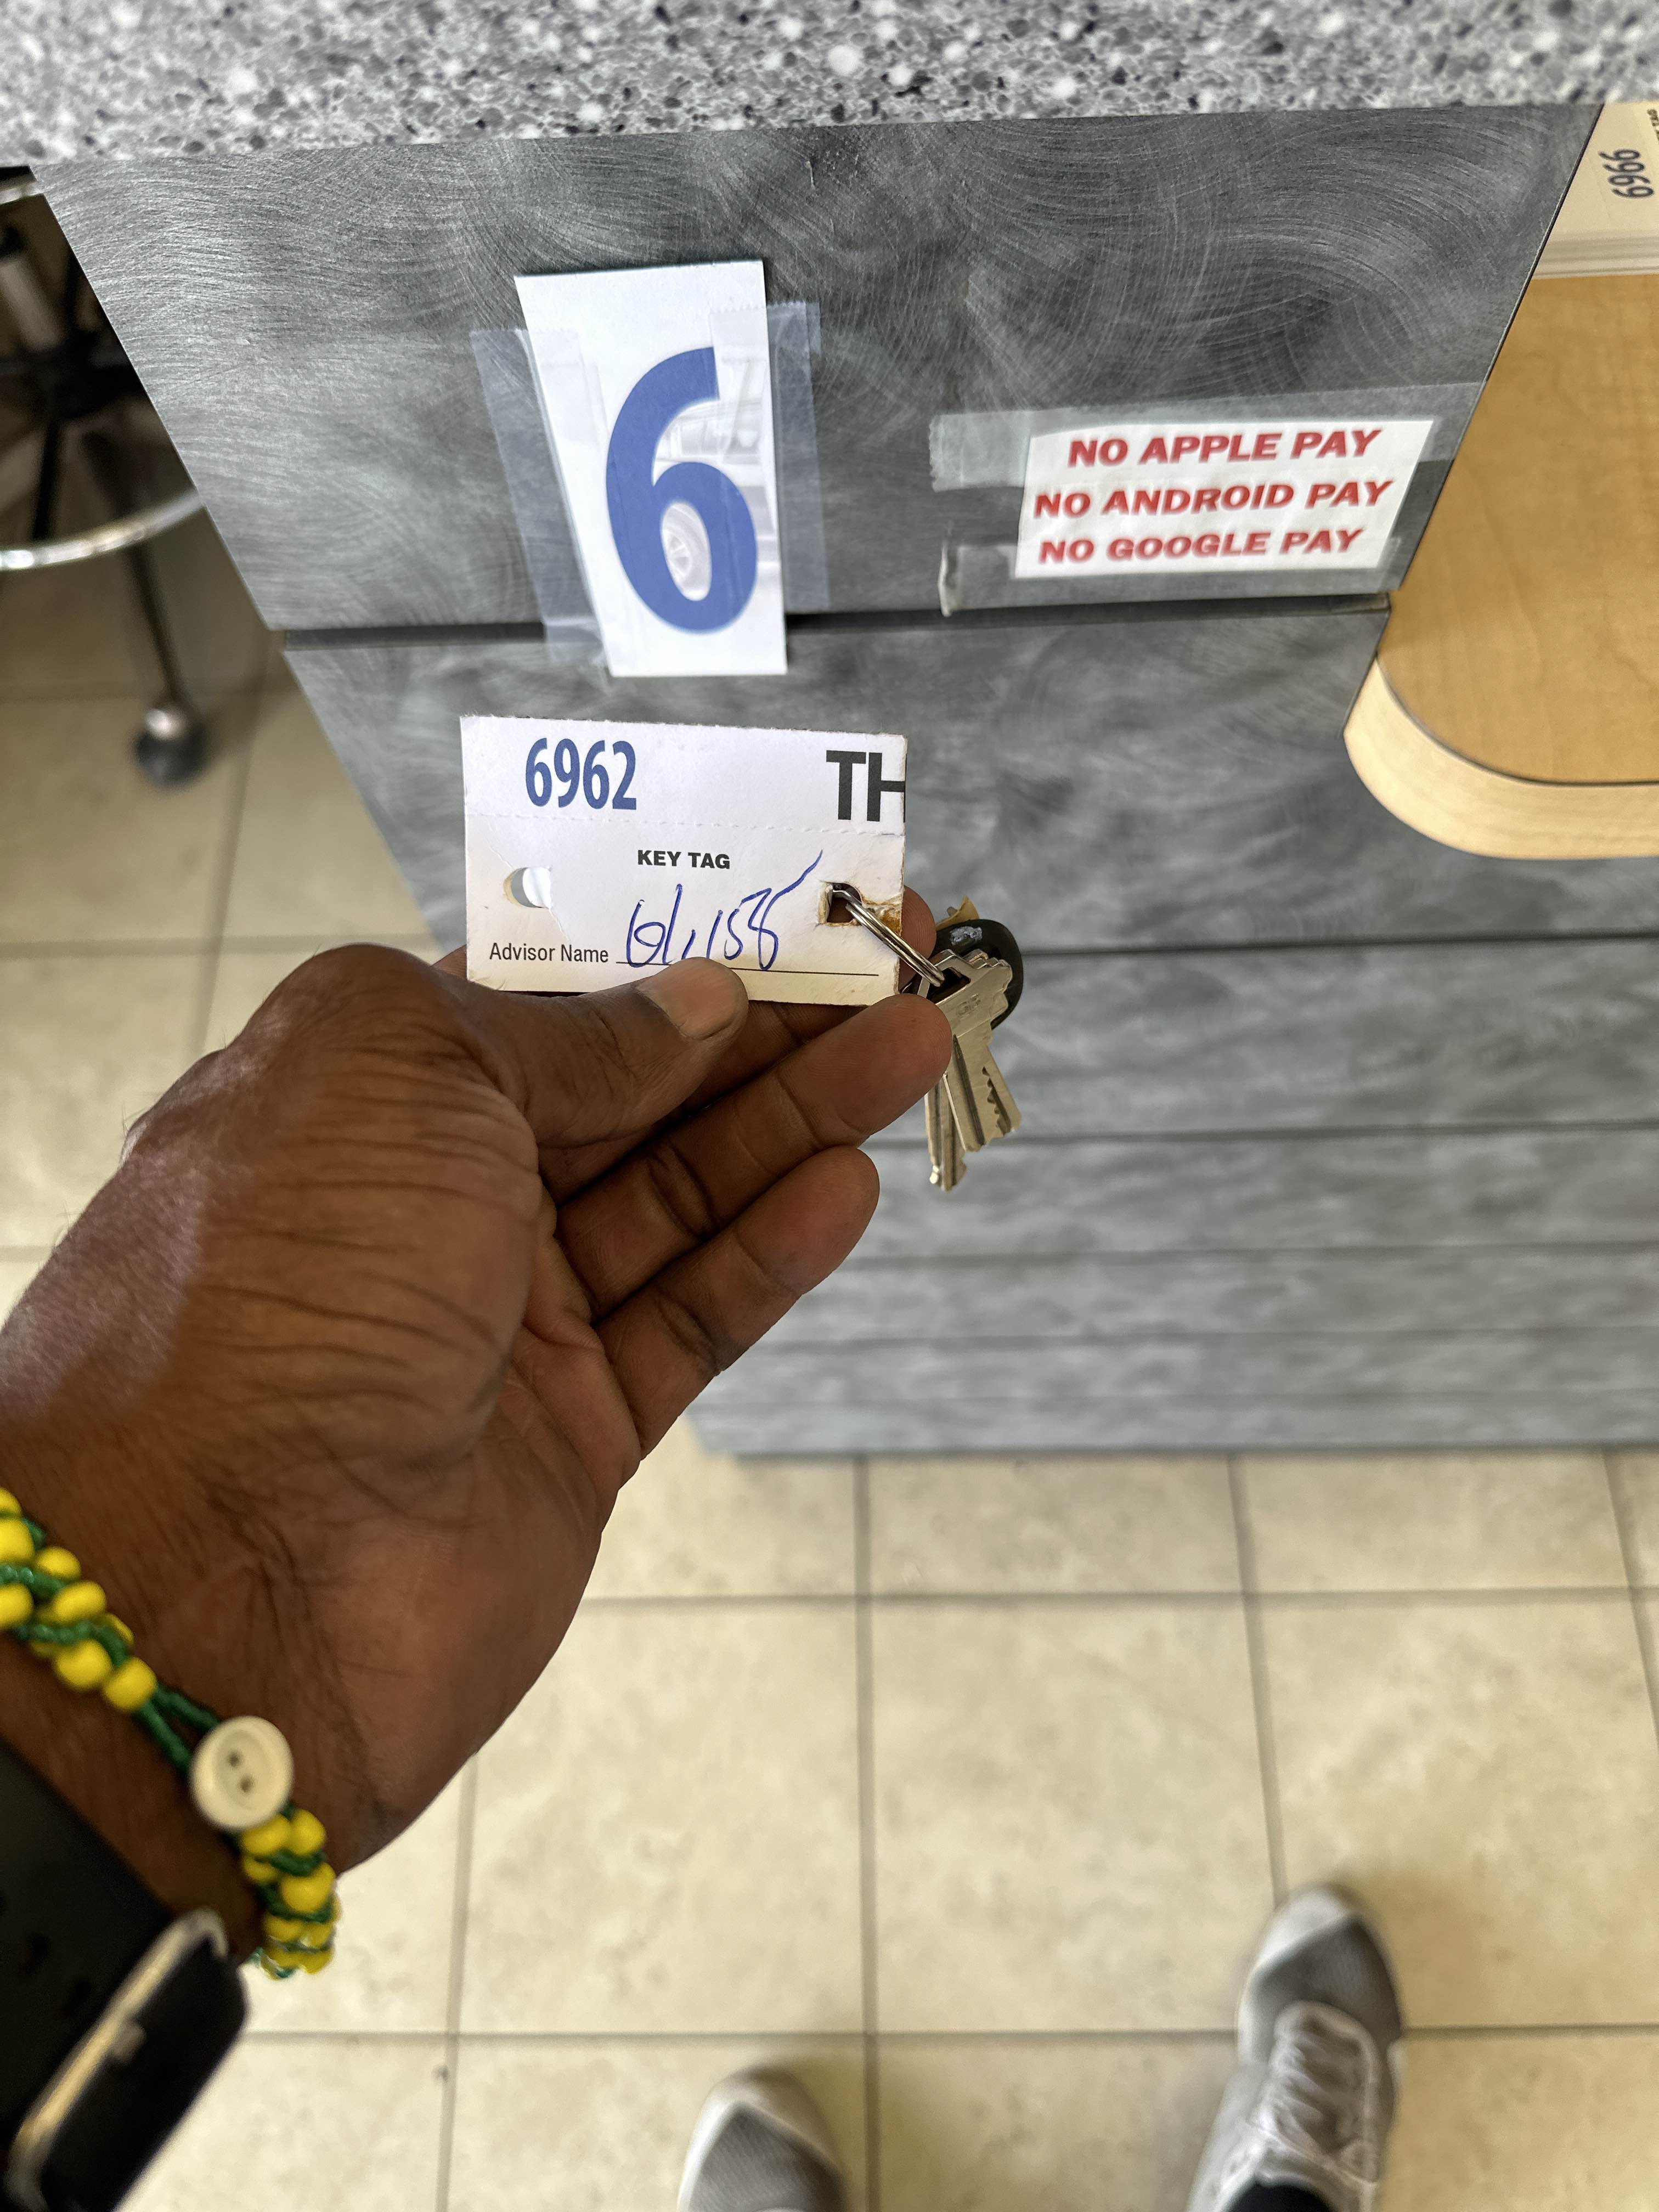 6966
6
NO APPLE PAY
NO ANDROID PAY
NO GOOGLE PAY
6962 TH
KEY TAG
Advisor Name